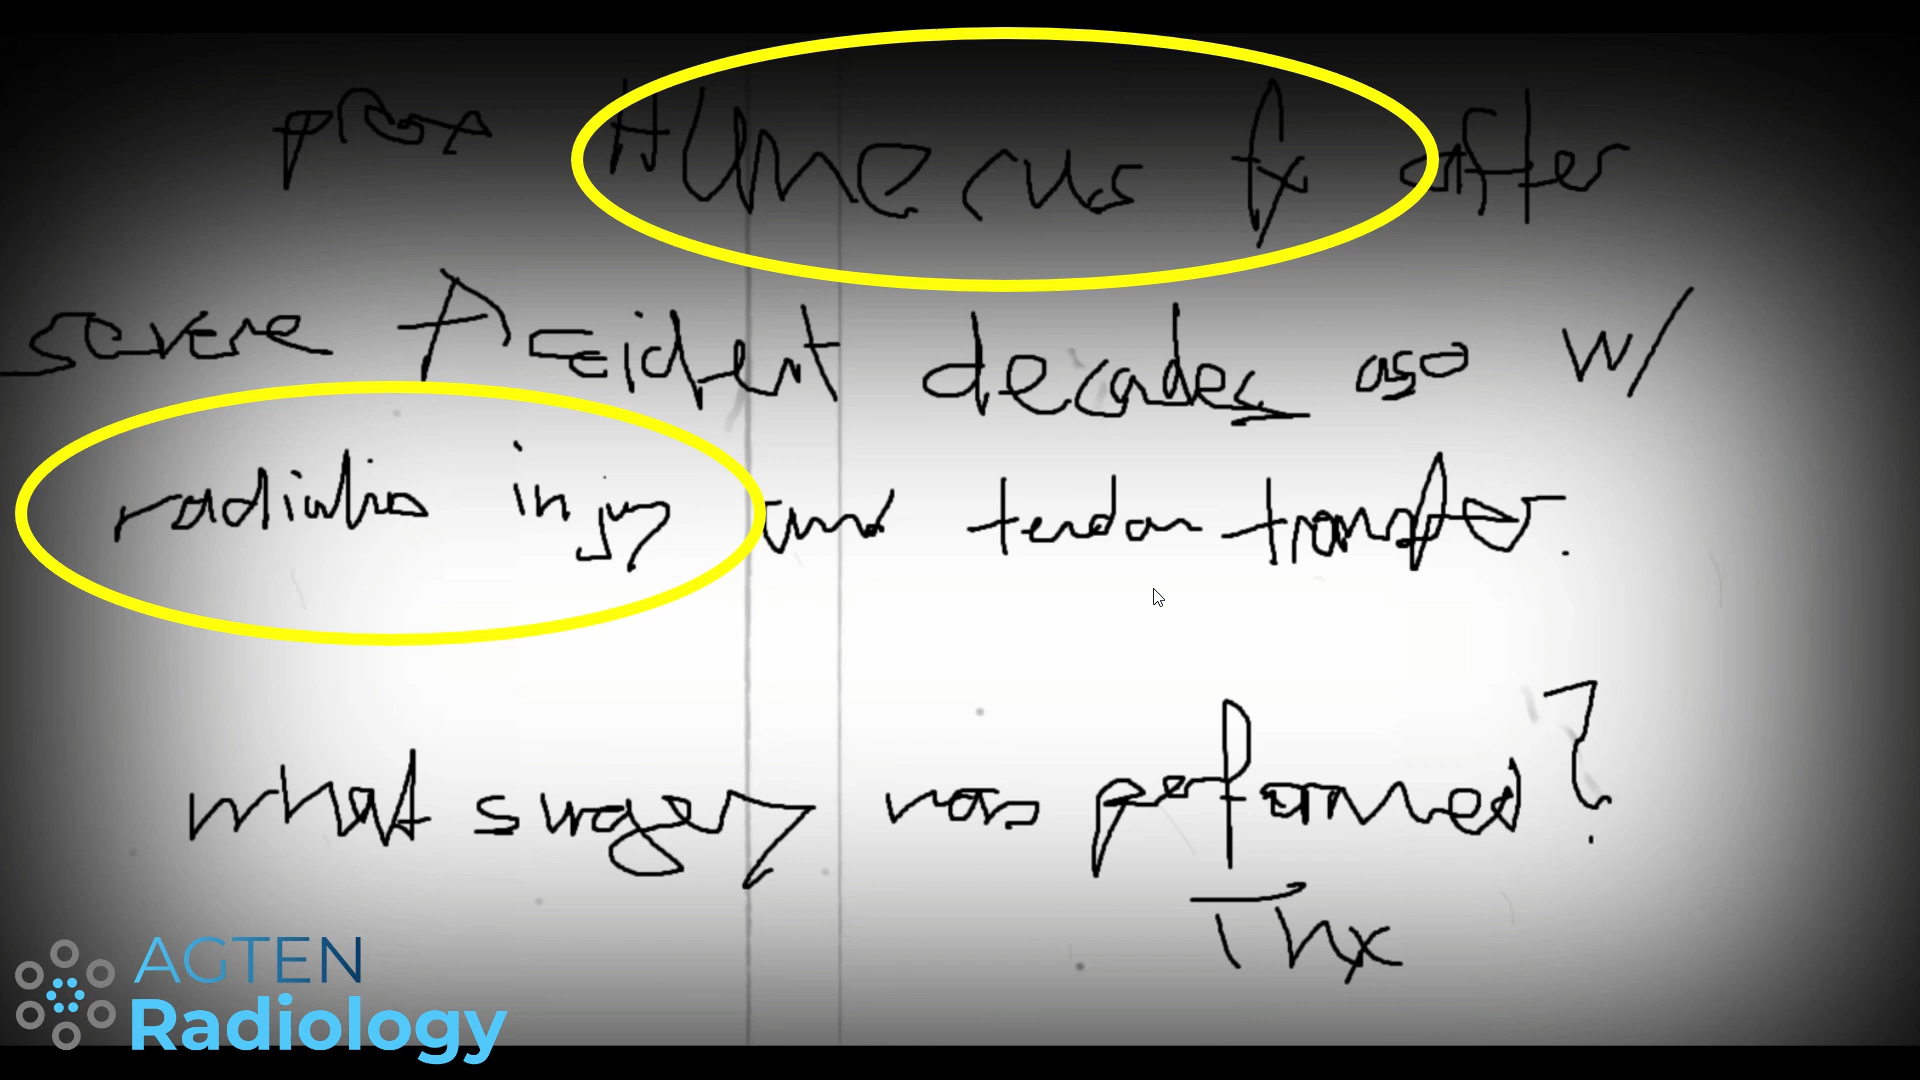 prox HUmerus fx after
severe Accident decades ago w/
radialis injury and tendon transfer.
what surgery was performed?
Thx
AGTEN
Radiology